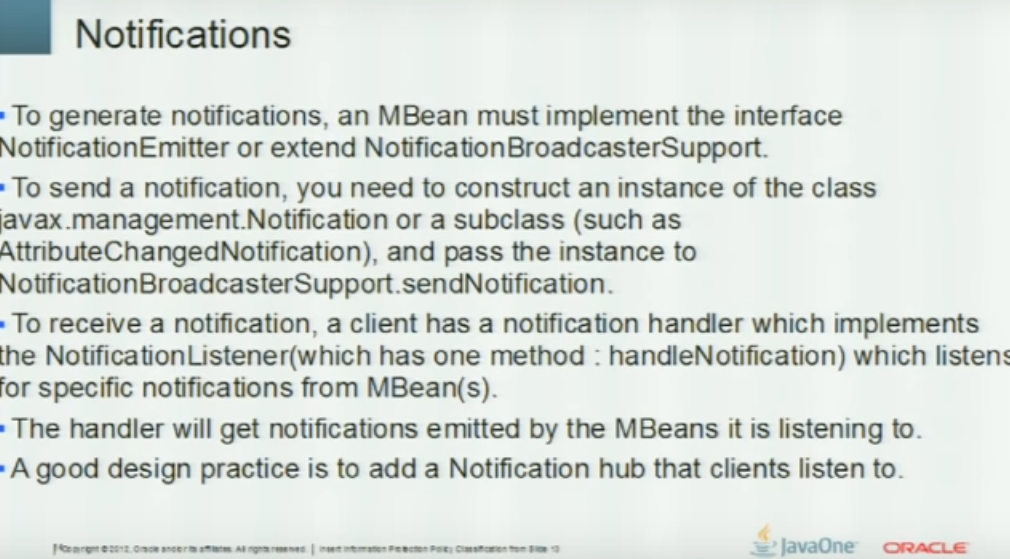 Notifications
To generate notifications, an MBean must implement the interface
NotificationEmitter or extend NotificationBroadcasterSupport.
To send a notification, you need to construct an instance of the class
javax.management.Notification or a subclass (such as
AttributeChangedNotification), and pass the instance to
NotificationBroadcasterSupport.sendNotification.
To receive a notification, a client has a notification handler which implements
the NotificationListener(which has one method : handleNotification) which listens
for specific notifications from MBean(s).
The handler will get notifications emitted by the MBeans it is listening to.
A good design practice is to add a Notification hub that clients listen to.
Copyright © 2012, Oracle and/or its affiliates. All rights reserved. | Insert Information Protection Policy Classification from Slide 13
JavaOne ORACLE